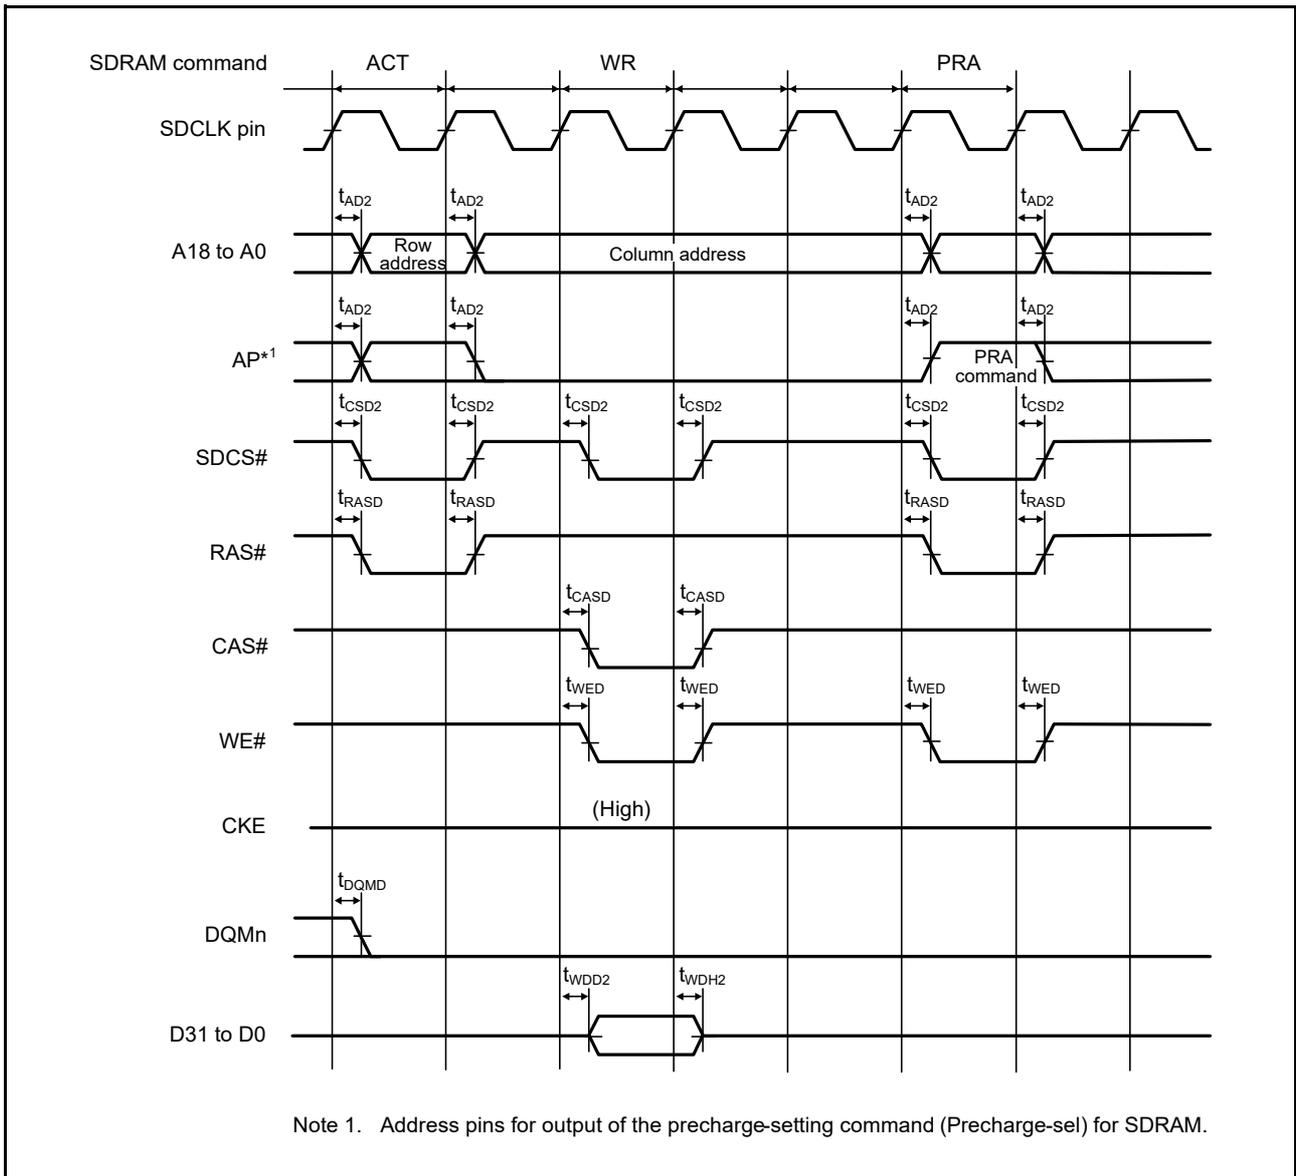 SDRAM command ACT WR PRA
SDCLK pin
tAD2 tAD2 tAD2 tAD2
A18 to A0 Row address Column address
tAD2 tAD2 tAD2 tAD2
AP*1 PRA command
tCSD2 tCSD2 tCSD2 tCSD2 tCSD2 tCSD2
SDCS#
tRASD tRASD tRASD tRASD
RAS#
tCASD tCASD
CAS#
tWED tWED tWED tWED
WE#
(High)
CKE
tDQMD
DQMn
tWDD2 tWDH2
D31 to D0
Note 1. Address pins for output of the precharge-setting command (Precharge-sel) for SDRAM.